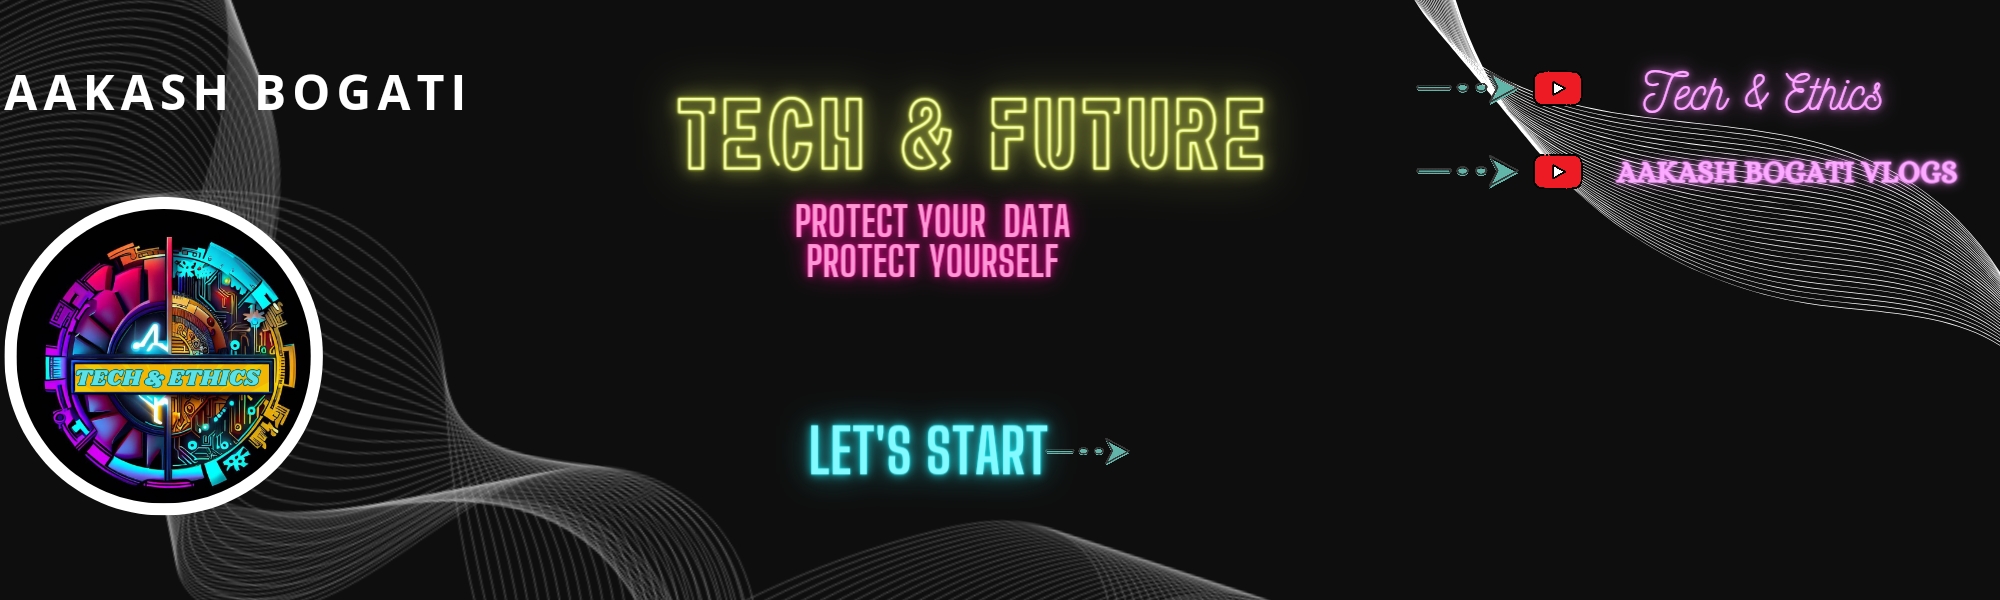 AAKASH BOGATI
TECH & ETHICS
TECH & FUTURE
PROTECT YOUR DATA
PROTECT YOURSELF
LET'S START
Tech & Ethics
AAKASH BOGATI VLOGS